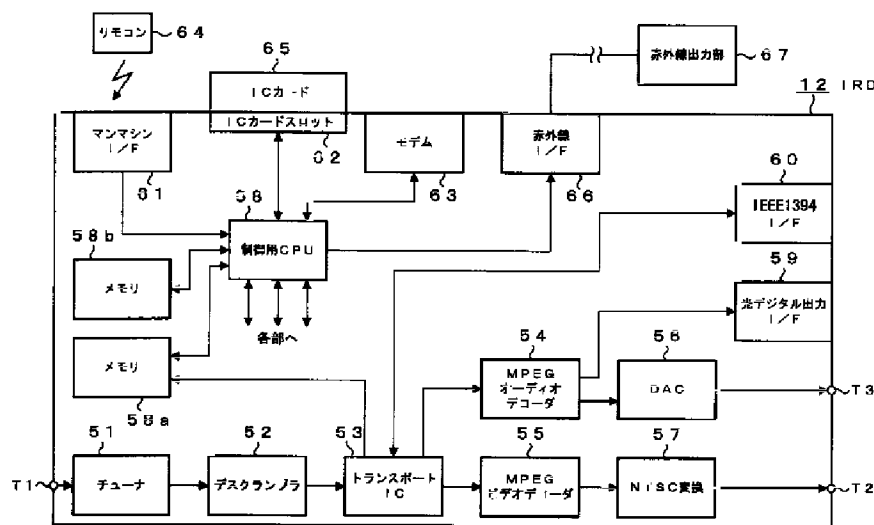 リモコン
64
65
ICカード
ICカードスロット
62
赤外線出力部
67
12 IRD
マンマシン
I/F
61
モデム
63
赤外線
I/F
66
60
IEEE1394
I/F
58
制御用CPU
58b
メモリ
各部へ
59
光デジタル出力
I/F
メモリ
58a
54
MPEG
オーディオ
デコーダ
56
DAC
T3
51
チューナ
52
デスクランブラ
53
トランスポート
IC
55
MPEG
ビデオデコーダ
57
NTSC変換
T1
T2